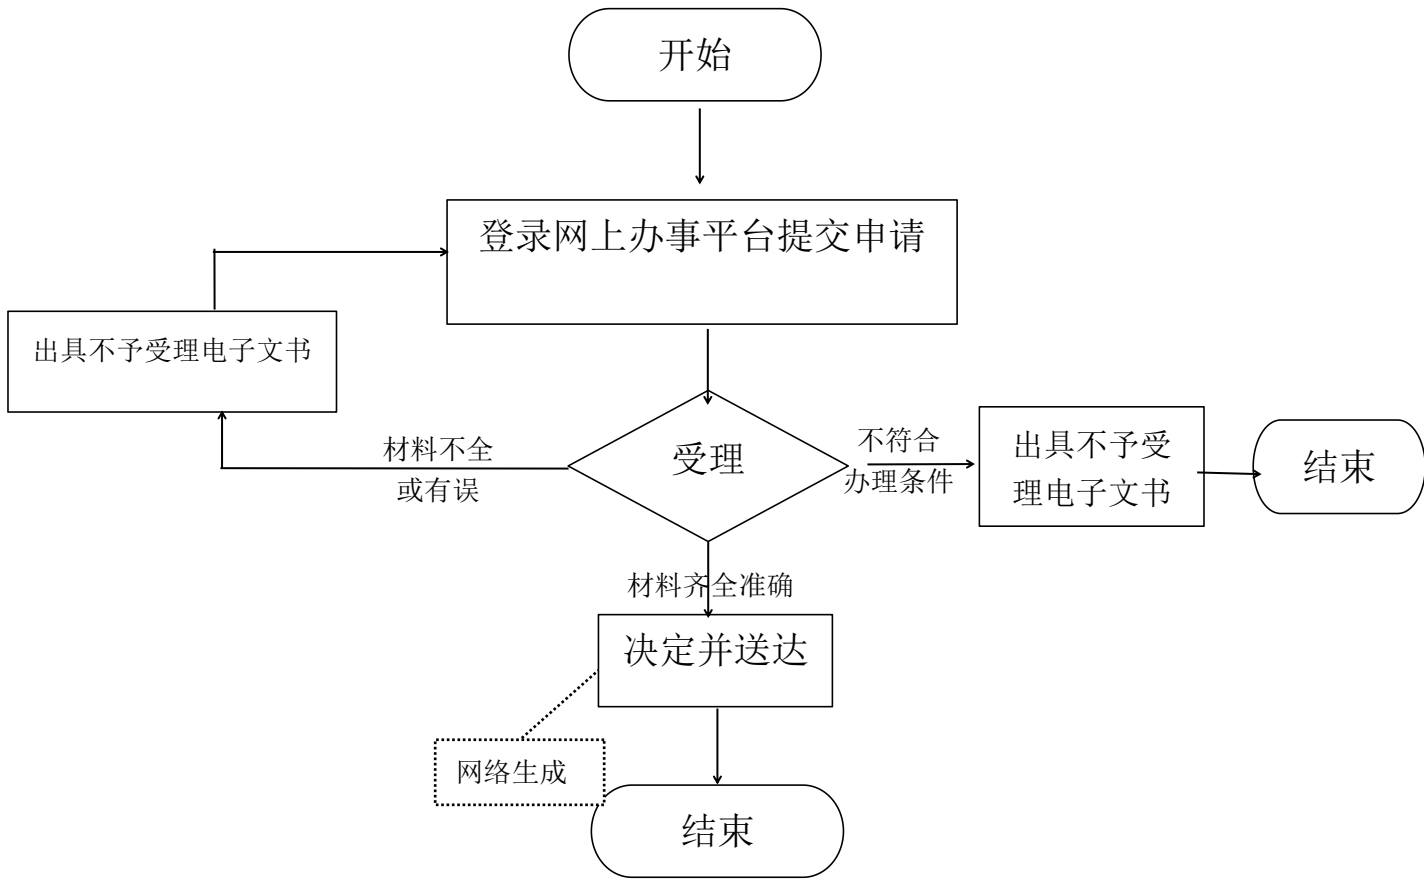 开始
登录网上办事平台提交申请
出具不予受理电子文书
材料不全
或有误
受理
不符合
办理条件
出具不予受
理电子文书
结束
材料齐全准确
决定并送达
网络生成
结束